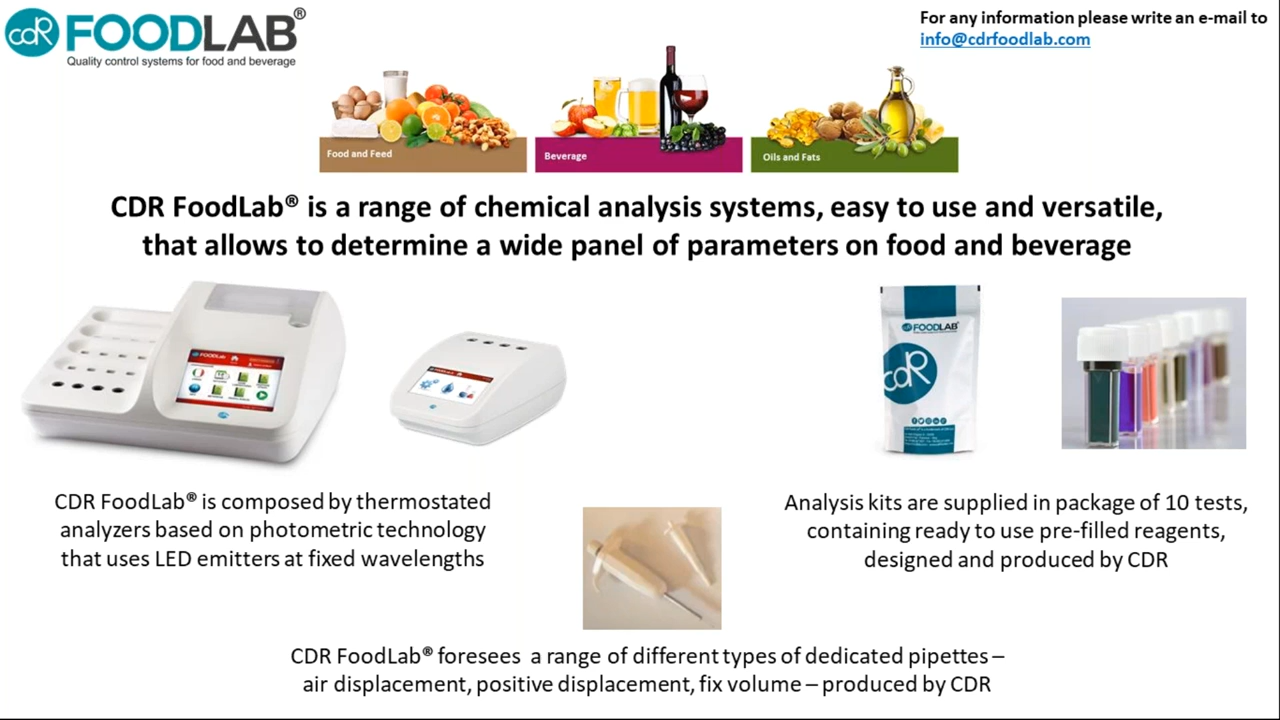 CDR FOODLAB®
Quality control systems for food and beverage
For any information please write an e-mail to
info@cdrfoodlab.com
Food and Feed
Beverage
Oils and Fats
CDR FoodLab® is a range of chemical analysis systems, easy to use and versatile,
that allows to determine a wide panel of parameters on food and beverage
FOODLab
FOODLAB®
CDR
CDR FoodLab® is composed by thermostated
analyzers based on photometric technology
that uses LED emitters at fixed wavelengths
Analysis kits are supplied in package of 10 tests,
containing ready to use pre-filled reagents,
designed and produced by CDR
CDR FoodLab® foresees a range of different types of dedicated pipettes –
air displacement, positive displacement, fix volume – produced by CDR